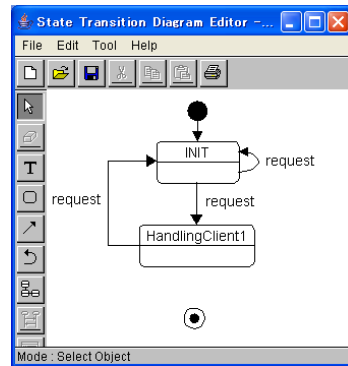 State Transition Diagram Editor -...
File Edit Tool Help
T
INIT
request
request
request
HandlingClient1
Mode : Select Object